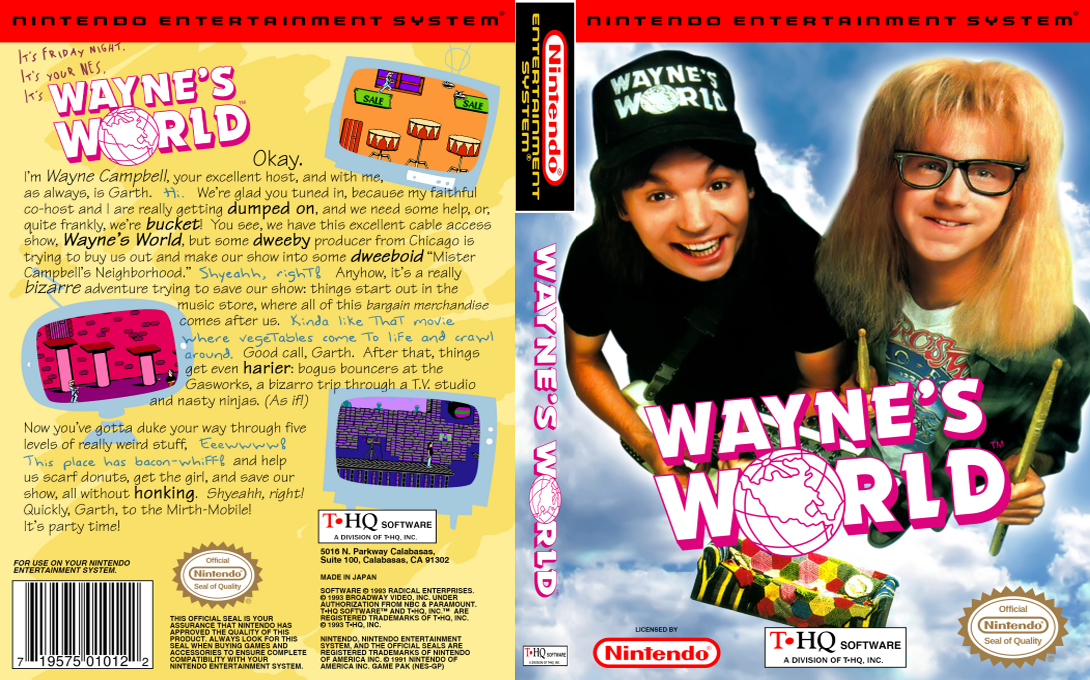 NINTENDO ENTERTAINMENT SYSTEM®
It's FRIDAY NIGHT.
It's YOUR NES.
It's
WAYNE'S
WORLD™
SALE
SALE
Okay.
I'm Wayne Campbell, your excellent host, and with me,
as always, is Garth. Hi. We're glad you tuned in, because my faithful
co-host and I are really getting dumped on, and we need some help, or,
quite frankly, we're bucket! You see, we have this excellent cable access
show, Wayne's World, but some dweeby producer from Chicago is
trying to buy us out and make our show into some dweeboid "Mister
Campbell's Neighborhood." Shyeahh, right! Anyhow, it's a really
bizarre adventure trying to save our show: things start out in the
music store, where all of this bargain merchandise
comes after us. Kinda like that movie
where vegetables come to life and crawl
around. Good call, Garth. After that, things
get even harier: bogus bouncers at the
Gasworks, a bizarro trip through a T.V. studio
and nasty ninjas. (As if!)
Now you've gotta duke your way through five
levels of really weird stuff, Eeewwww!
This place has bacon-whiff! and help
us scarf donuts, get the girl, and save our
show, all without honking. Shyeah, right!
Quickly, Garth, to the Mirth-Mobile!
It's party time!
T•HQ SOFTWARE
A DIVISION OF T•HQ, INC.
5016 N. Parkway Calabasas,
Suite 100, Calabasas, CA 91302
MADE IN JAPAN
SOFTWARE © 1993 RADICAL ENTERPRISES.
© 1993 BROADWAY VIDEO, INC. UNDER
AUTHORIZATION FROM NBC & PARAMOUNT.
T•HQ SOFTWARE™ AND T•HQ, INC.™ ARE
REGISTERED TRADEMARKS OF T•HQ, INC.
© 1993 T•HQ, INC.
NINTENDO, NINTENDO ENTERTAINMENT
SYSTEM, AND THE OFFICIAL SEALS ARE
REGISTERED TRADEMARKS OF NINTENDO
OF AMERICA INC. © 1991 NINTENDO OF
AMERICA INC. GAME PAK (NES-GP)
FOR USE ON YOUR NINTENDO
ENTERTAINMENT SYSTEM.
7 19575 01012 2
Official
Nintendo
Seal of Quality
THIS OFFICIAL SEAL IS YOUR
ASSURANCE THAT NINTENDO HAS
APPROVED THE QUALITY OF THIS
PRODUCT. ALWAYS LOOK FOR THIS
SEAL WHEN BUYING GAMES AND
ACCESSORIES TO ENSURE COMPLETE
COMPATIBILITY WITH YOUR
NINTENDO ENTERTAINMENT SYSTEM.
Nintendo
ENTERTAINMENT
SYSTEM®
WAYNE'S WORLD
T•HQ SOFTWARE
A DIVISION OF T•HQ, INC.
NINTENDO ENTERTAINMENT SYSTEM®
WAYNE'S
WORLD
WAYNE'S
WORLD™
LICENSED BY
Nintendo
T•HQ SOFTWARE
A DIVISION OF T•HQ, INC.
Official
Nintendo
Seal of Quality